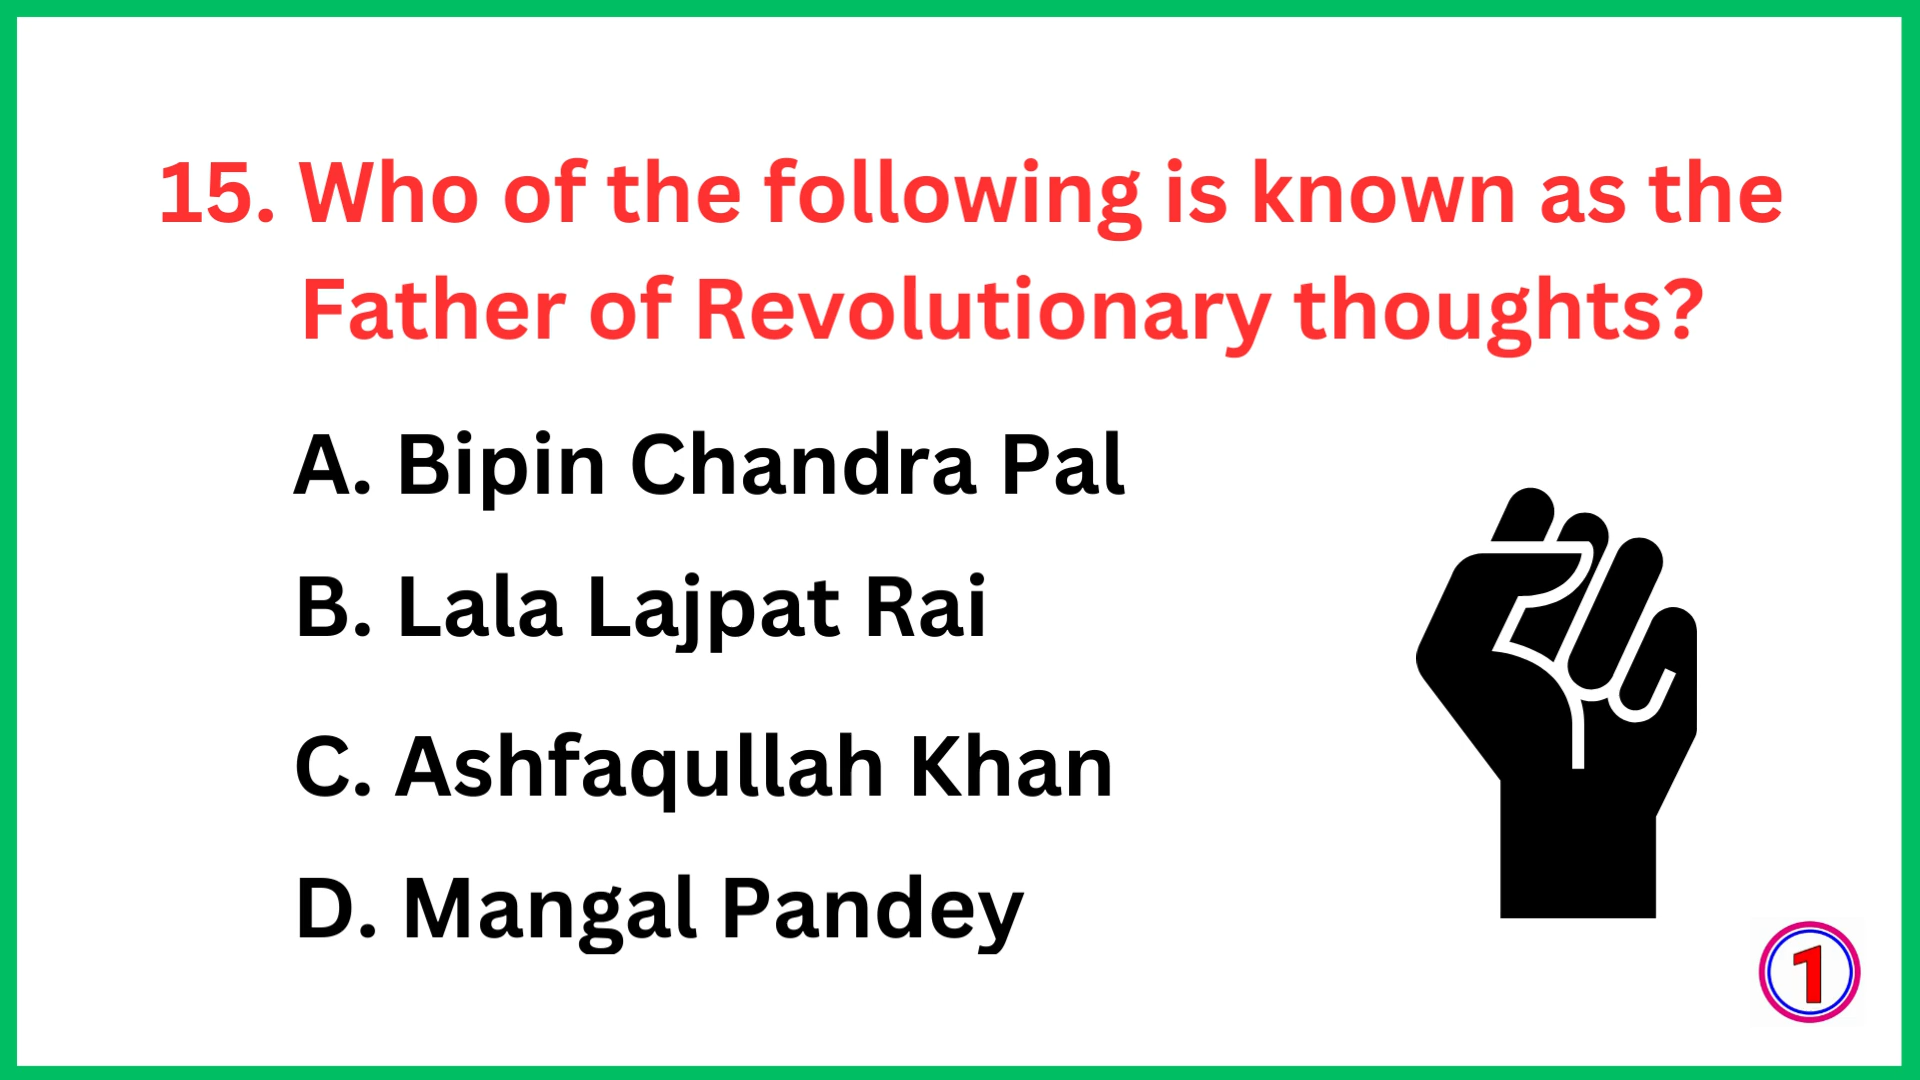 15. Who of the following is known as the
Father of Revolutionary thoughts?
A. Bipin Chandra Pal
B. Lala Lajpat Rai
C. Ashfaqullah Khan
D. Mangal Pandey
1